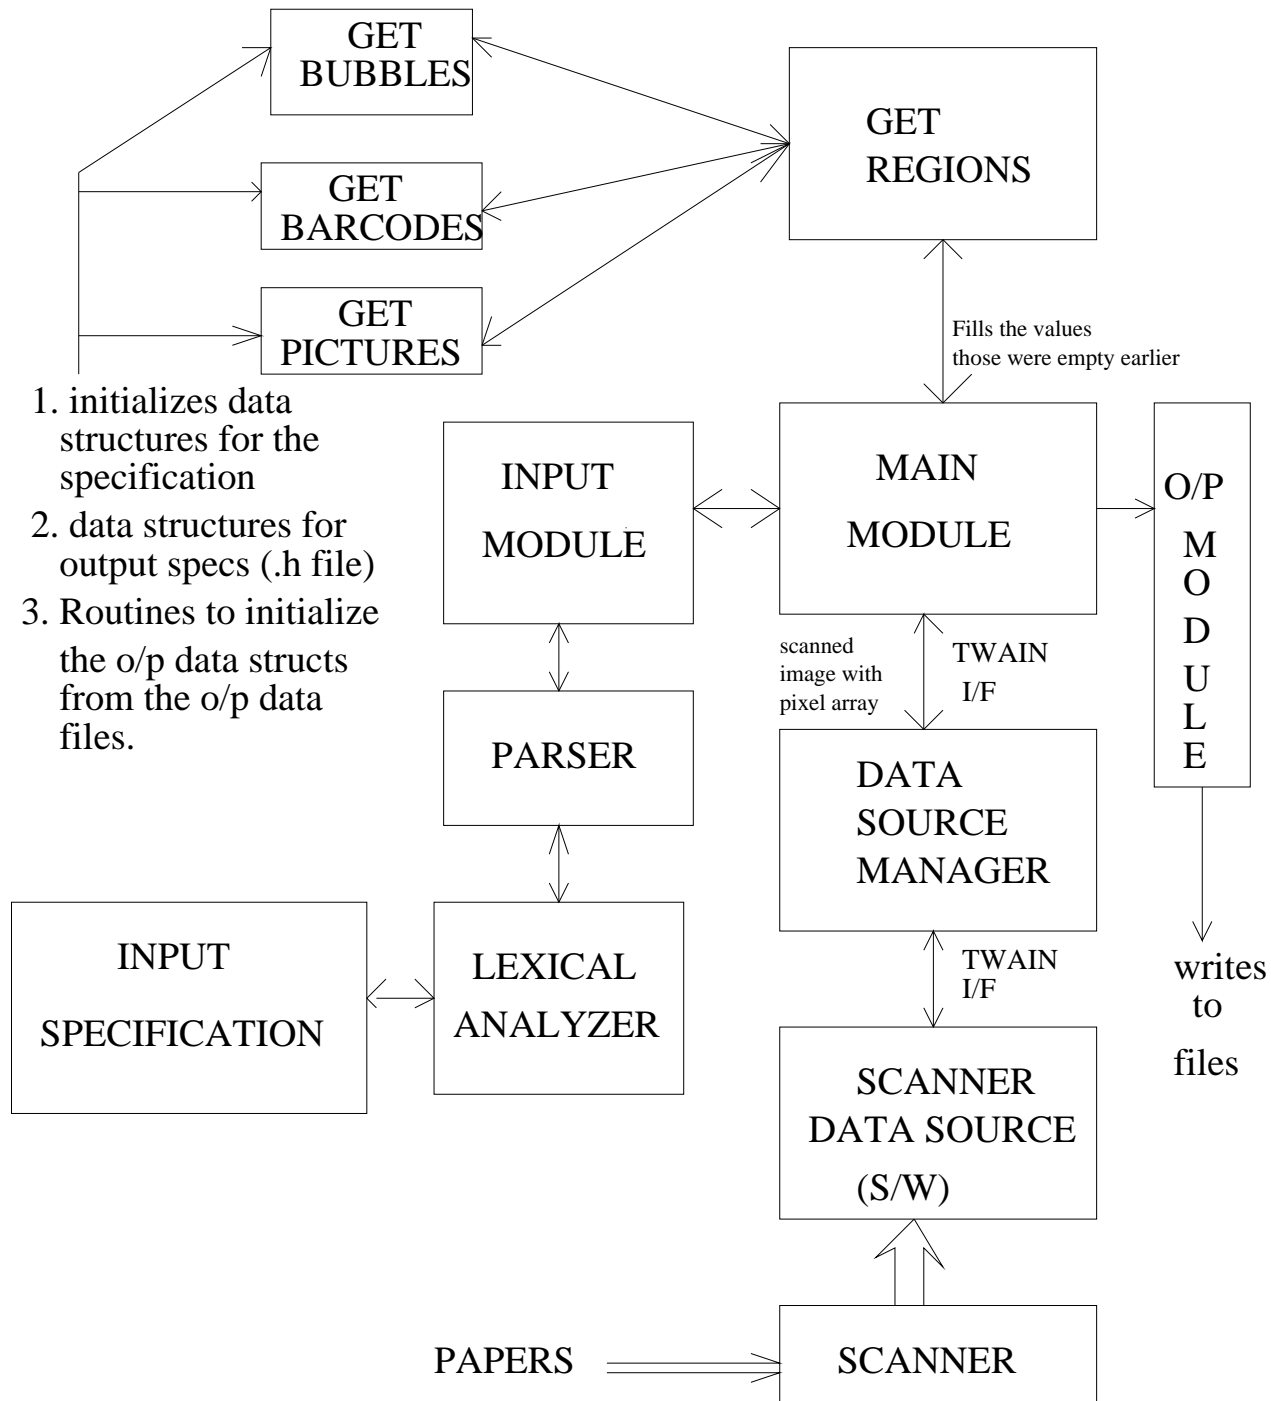 GET
BUBBLES
GET
REGIONS
GET
BARCODES
GET
PICTURES
Fills the values
those were empty earlier
1. initializes data
structures for the
specification
2. data structures for
output specs (.h file)
3. Routines to initialize
the o/p data structs
from the o/p data
files.
INPUT
MODULE
MAIN
MODULE
O/P
M
O
D
U
L
E
scanned
image with
pixel array
TWAIN
I/F
PARSER
DATA
SOURCE
MANAGER
INPUT
SPECIFICATION
LEXICAL
ANALYZER
TWAIN
I/F
writes
to
files
SCANNER
DATA SOURCE
(S/W)
PAPERS
SCANNER